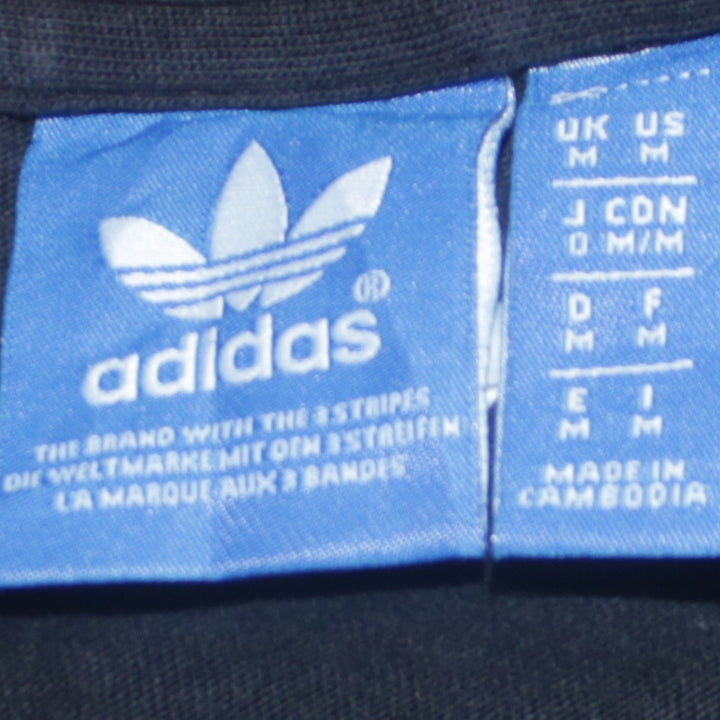 ®
adidas
THE BRAND WITH THE 3 STRIPES
DIE WELTMARKE MIT DEN 3 STREIFEN
LA MARQUE AUX 3 BANDES
UK US
M M
J CDN
O M/M
D F
M M
E I
M M
MADE IN
CAMBODIA